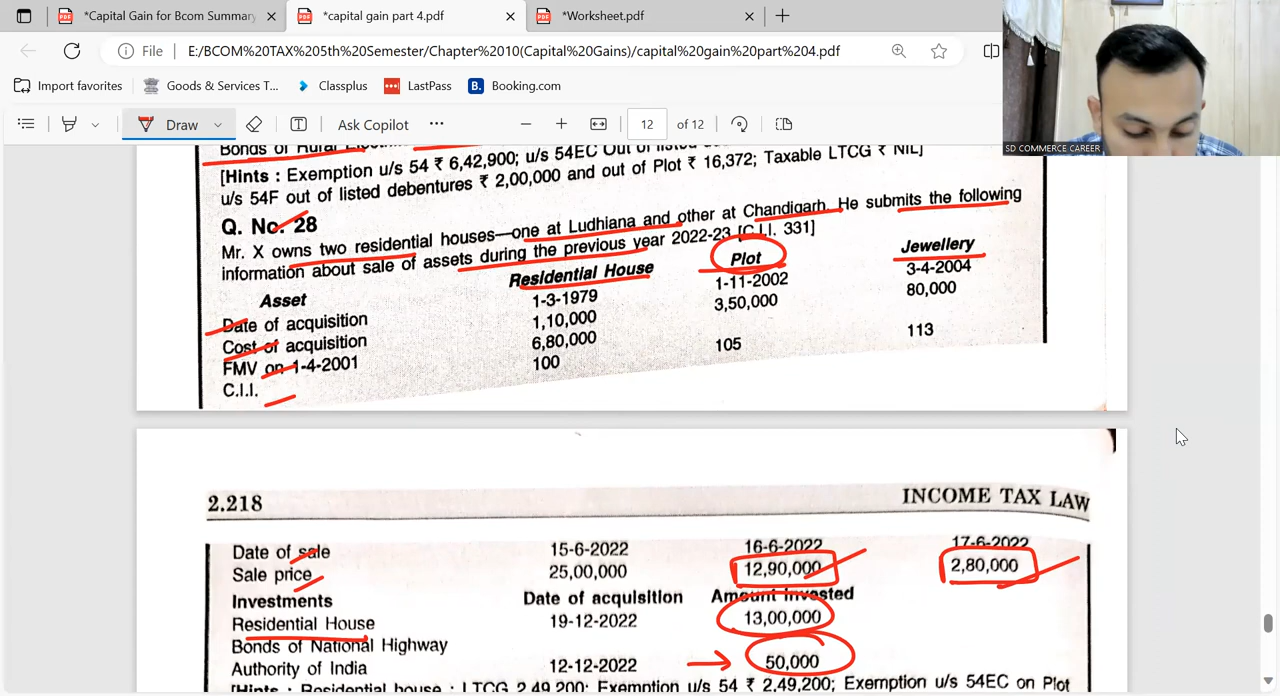 *Capital Gain for Bcom Summary
*capital gain part 4.pdf
*Worksheet.pdf
File
E:/BCOM%20TAX%205th%20Semester/Chapter%2010(Capital%20Gains)/capital%20gain%20part%204.pdf
Import favorites
Goods & Services T...
Classplus
LastPass
Booking.com
Draw
Ask Copilot
12 of 12
SD COMMERCE CAREER
Bonds of Rural
[Hints : Exemption u/s 54 ₹ 6,42,900; u/s 54EC Out of listed
u/s 54F out of listed debentures ₹ 2,00,000 and out of Plot ₹ 16,372; Taxable LTCG ₹ NIL]
Q. No. 28
Mr. X owns two residential houses—one at Ludhiana and other at Chandigarh. He submits the following
information about sale of assets during the previous year 2022-23 [C.I.I. 331]
Asset Residential House Plot Jewellery
Date of acquisition 1-3-1979 1-11-2002 3-4-2004
Cost of acquisition 1,10,000 3,50,000 80,000
FMV on 1-4-2001 6,80,000
C.I.I. 100 105 113
2.218 INCOME TAX LAW
Date of sale 15-6-2022 16-6-2022 17-6-2022
Sale price 25,00,000 12,90,000 2,80,000
Investments Date of acquisition Amount invested
Residential House 19-12-2022 13,00,000
Bonds of National Highway
Authority of India 12-12-2022 50,000
[Hints : Residential house : LTCG 2,49,200; Exemption u/s 54 ₹ 2,49,200; Exemption u/s 54EC on Plot